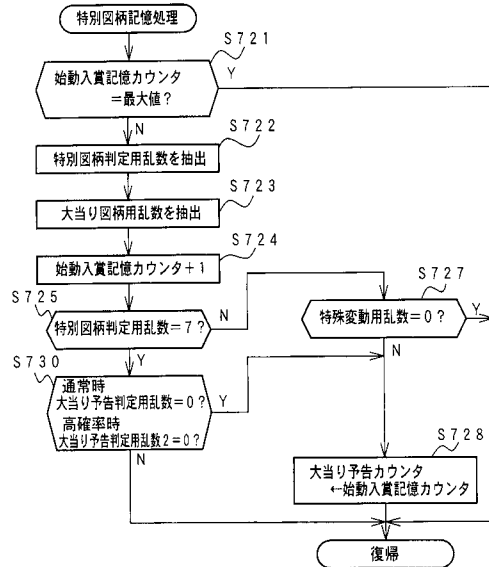 特別図柄記憶処理
S721
始動入賞記憶カウンタ
＝最大値？
Y
N
S722
特別図柄判定用乱数を抽出
S723
大当り図柄用乱数を抽出
S724
始動入賞記憶カウンタ＋1
S725
特別図柄判定用乱数＝7？
N
S727
特殊変動用乱数＝0？
Y
Y
N
S730
通常時
大当り予告判定用乱数＝0？
高確率時
大当り予告判定用乱数2＝0？
Y
N
S728
大当り予告カウンタ
←始動入賞記憶カウンタ
復帰